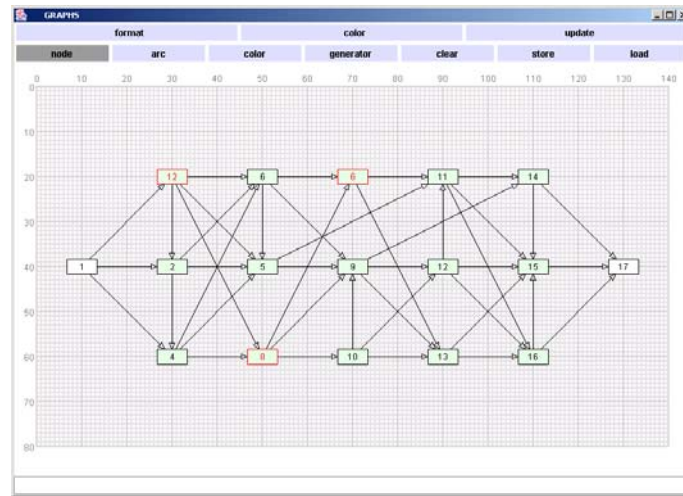 GRAPHS
format color update
node arc color generator clear store load
0 10 20 30 40 50 60 70 80 90 100 110 120 130 140
0
10
20
12 6 6 11 14
30
40
1 2 5 9 12 15 17
50
60
4 8 10 13 16
70
80